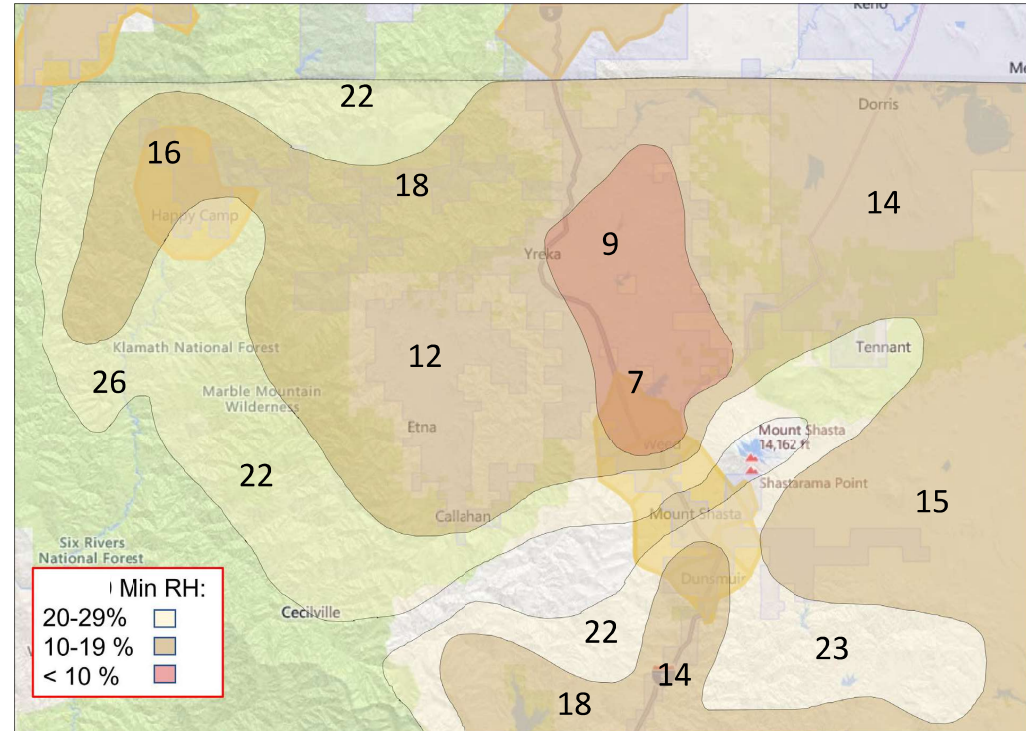 Keno
22
Dorris
16
18
14
Happy Camp
9
Yreka
Klamath National Forest
12
Tennant
26
7
Marble Mountain
Wilderness
Etna
Mount Shasta
14,162 ft
Weed
22
Shastarama Point
15
Callahan
Mount Shasta
Six Rivers
National Forest
Dunsmuir
) Min RH:
20-29%
10-19 %
< 10 %
Cecilville
22
23
14
18